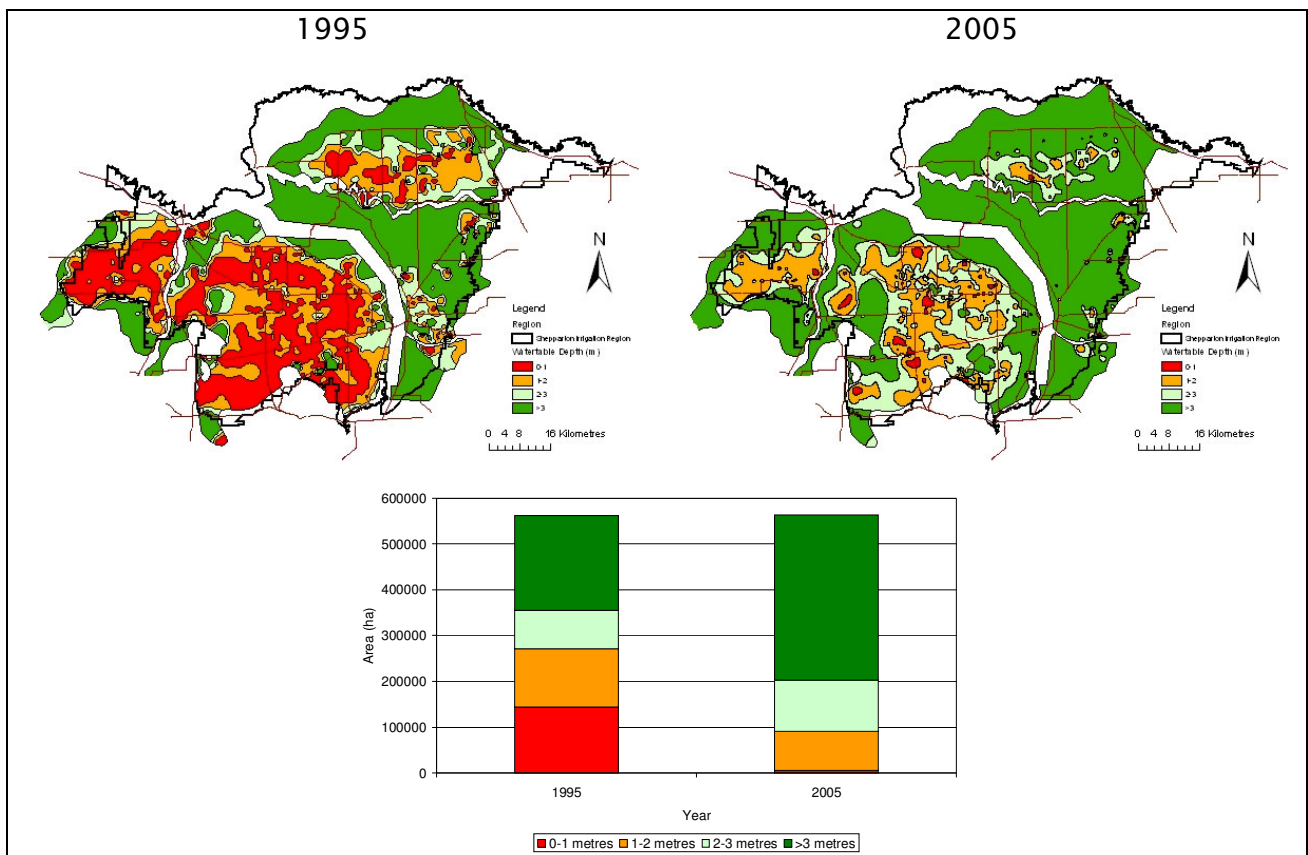 1995
2005
N
Legend
Region
Shepparton Irrigation Region
Watertable Depth (m)
0-1
1-2
2-3
>3
0 4 8 16 Kilometres
N
Legend
Region
Shepparton Irrigation Region
Watertable Depth (m)
0-1
1-2
2-3
>3
0 4 8 16 Kilometres
600000
500000
400000
300000
200000
100000
0
Area (ha)
1995
2005
Year
0-1 metres 1-2 metres 2-3 metres >3 metres